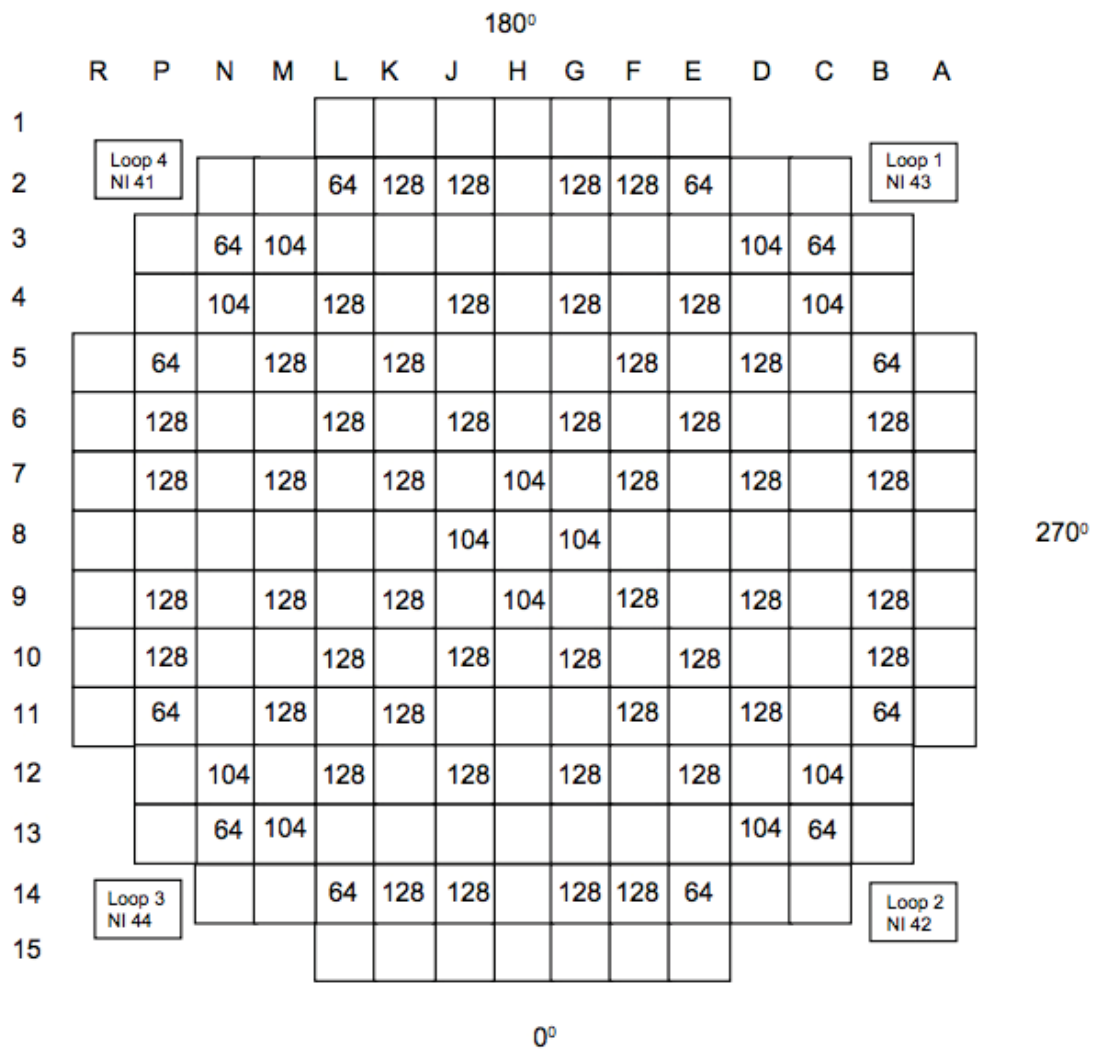 180⁰
R P N M L K J H G F E D C B A
1
Loop 4
NI 41
Loop 1
NI 43
2 64 128 128 128 128 64
3 64 104 104 64
4 104 128 128 128 128 104
5 64 128 128 128 128 64
6 128 128 128 128 128 128
7 128 128 128 104 128 128 128
8 104 104
270⁰
9 128 128 128 104 128 128 128
10 128 128 128 128 128 128
11 64 128 128 128 128 64
12 104 128 128 128 128 104
13 64 104 104 64
14 64 128 128 128 128 64
Loop 3
NI 44
Loop 2
NI 42
15
0⁰